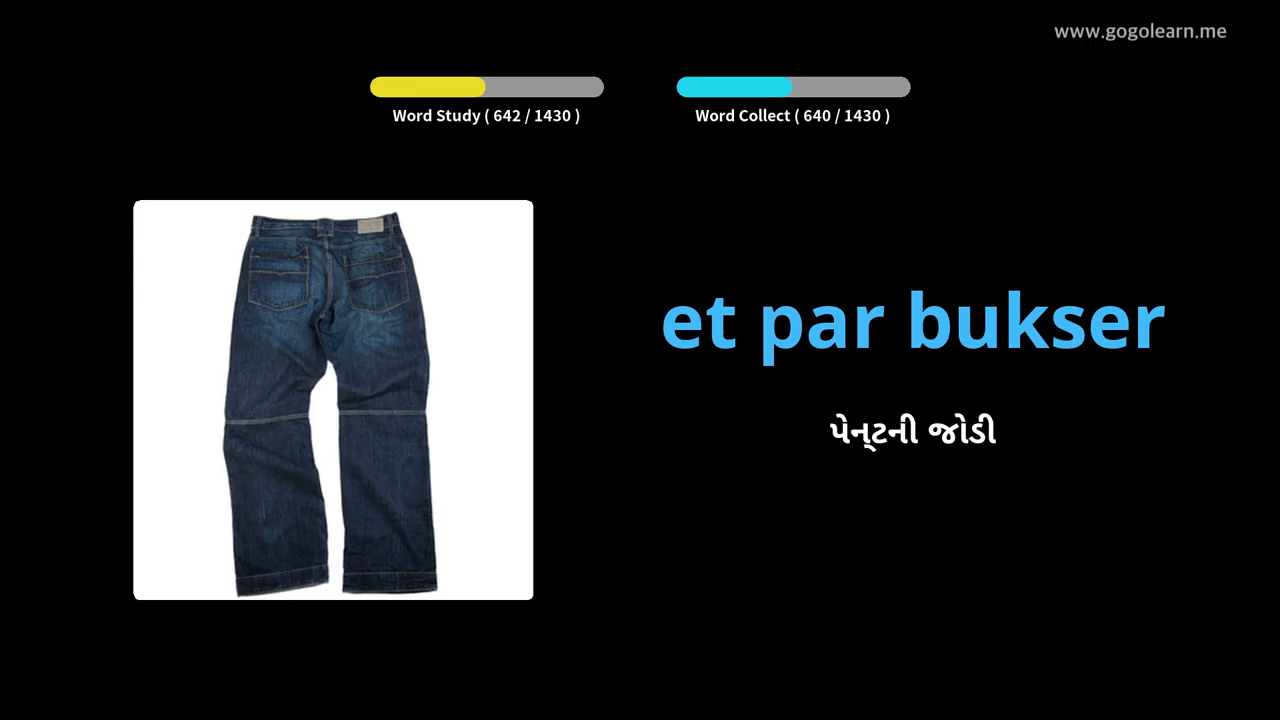 www.gogolearn.me
Word Study ( 642 / 1430 )
Word Collect ( 640 / 1430 )
et par bukser
પેન્ટની જોડી